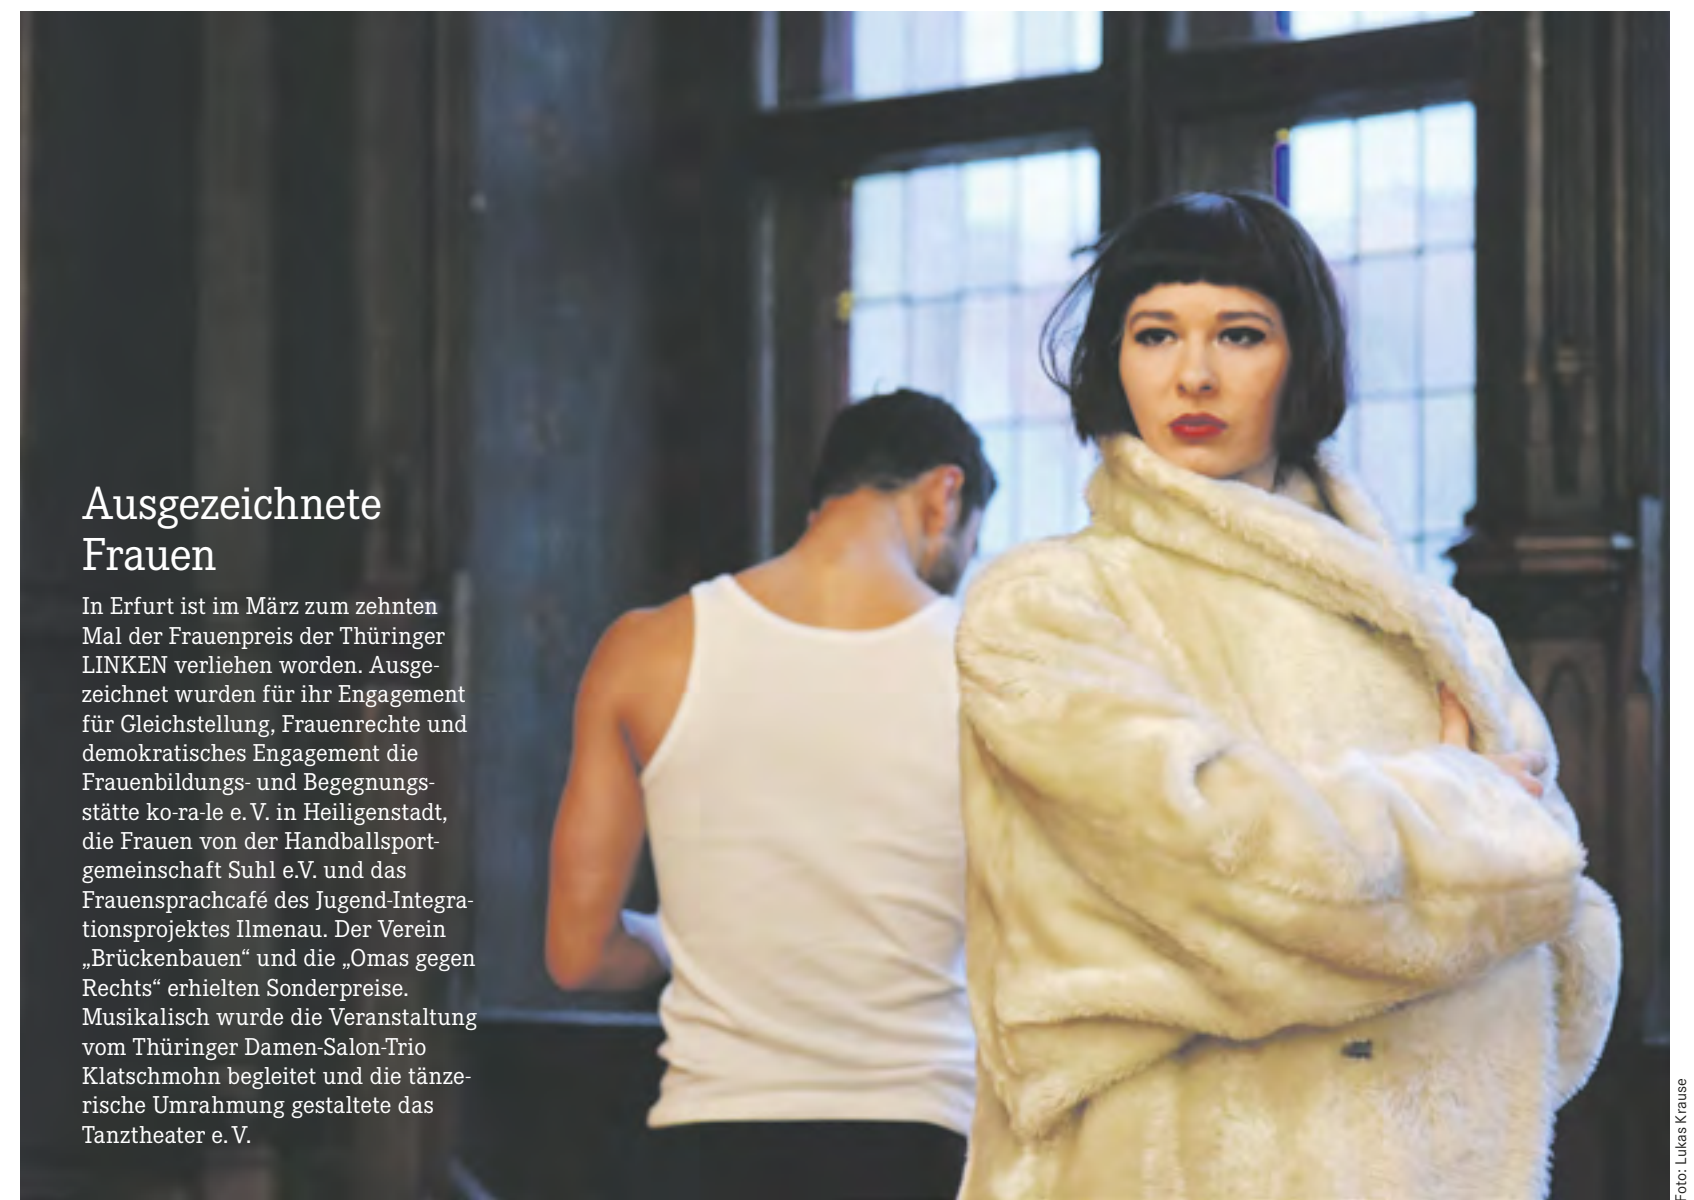 Ausgezeichnete
Frauen
In Erfurt ist im März zum zehnten
Mal der Frauenpreis der Thüringer
LINKEN verliehen worden. Ausge-
zeichnet wurden für ihr Engagement
für Gleichstellung, Frauenrechte und
demokratisches Engagement die
Frauenbildungs- und Begegnungs-
stätte ko-ra-le e. V. in Heiligenstadt,
die Frauen von der Handballsport-
gemeinschaft Suhl e.V. und das
Frauensprachcafé des Jugend-Integra-
tionsprojektes Ilmenau. Der Verein
„Brückenbauen“ und die „Omas gegen
Rechts“ erhielten Sonderpreise.
Musikalisch wurde die Veranstaltung
vom Thüringer Damen-Salon-Trio
Klatschmohn begleitet und die tänze-
rische Umrahmung gestaltete das
Tanztheater e. V.
Foto: Lukas Krause